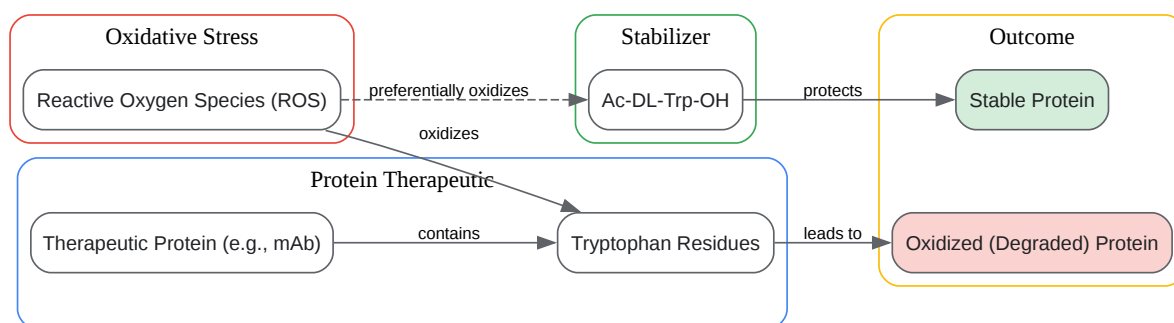 Oxidative Stress
Stabilizer
Outcome
Reactive Oxygen Species (ROS)
preferentially oxidizes
Ac-DL-Trp-OH
protects
Stable Protein
oxidizes
Protein Therapeutic
Therapeutic Protein (e.g., mAb)
contains
Tryptophan Residues
leads to
Oxidized (Degraded) Protein